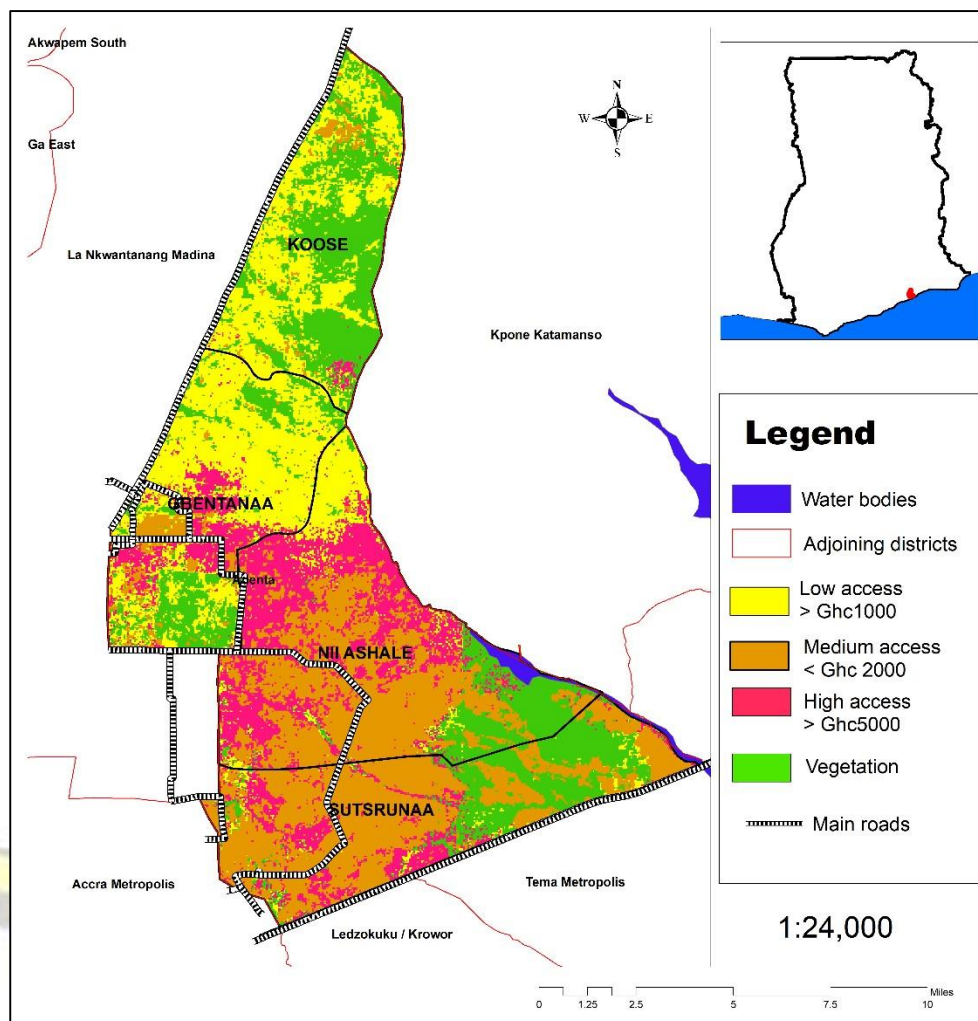 Akwapem South
Ga East
N
W E
S
KOOSE
La Nkwantanang Madina
Kpone Katamanso
GBENTANAA
Adenta
NII ASHALE
SUTSRUNAA
Accra Metropolis
Tema Metropolis
Ledzokuku / Krowor
Legend
Water bodies
Adjoining districts
Low access
> Ghc1000
Medium access
< Ghc 2000
High access
> Ghc5000
Vegetation
Main roads
1:24,000
Miles
0 1.25 2.5 5 7.5 10